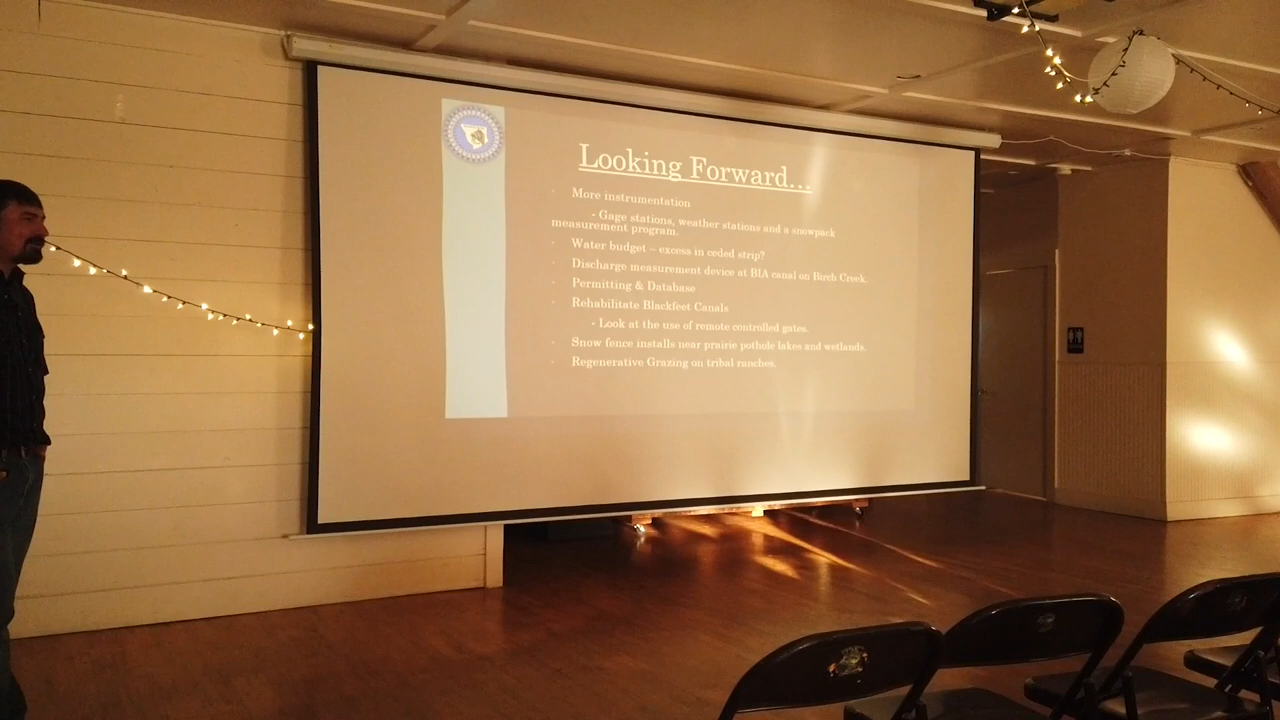 Looking Forward...
More instrumentation
- Gage stations, weather stations and a snowpack
measurement program.
Water budget – excess in ceded strip?
Discharge measurement device at BIA canal on Birch Creek.
Permitting & Database
Rehabilitate Blackfeet Canals
- Look at the use of remote controlled gates.
Snow fence installs near prairie pothole lakes and wetlands.
Regenerative Grazing on tribal ranches.